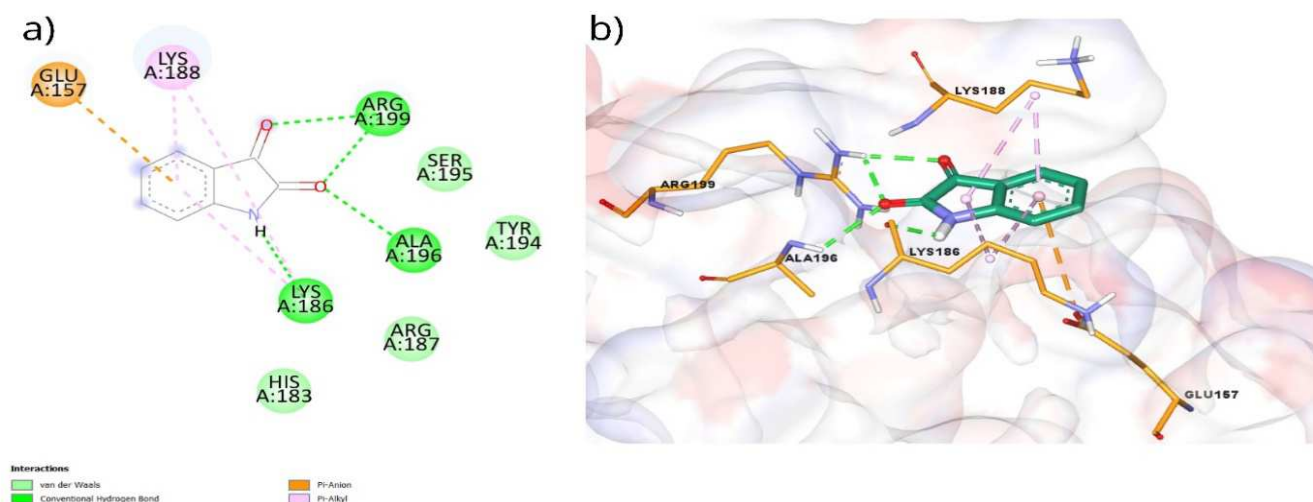 a)
GLU
A:157
LYS
A:188
ARG
A:199
SER
A:195
TYR
A:194
ALA
A:196
LYS
A:186
ARG
A:187
HIS
A:183
O
O
N
H
Interactions
van der Waals
Conventional Hydrogen Bond
Pi-Anion
Pi-Alkyl
b)
LYS188
ARG199
ALA196
LYS186
GLU157